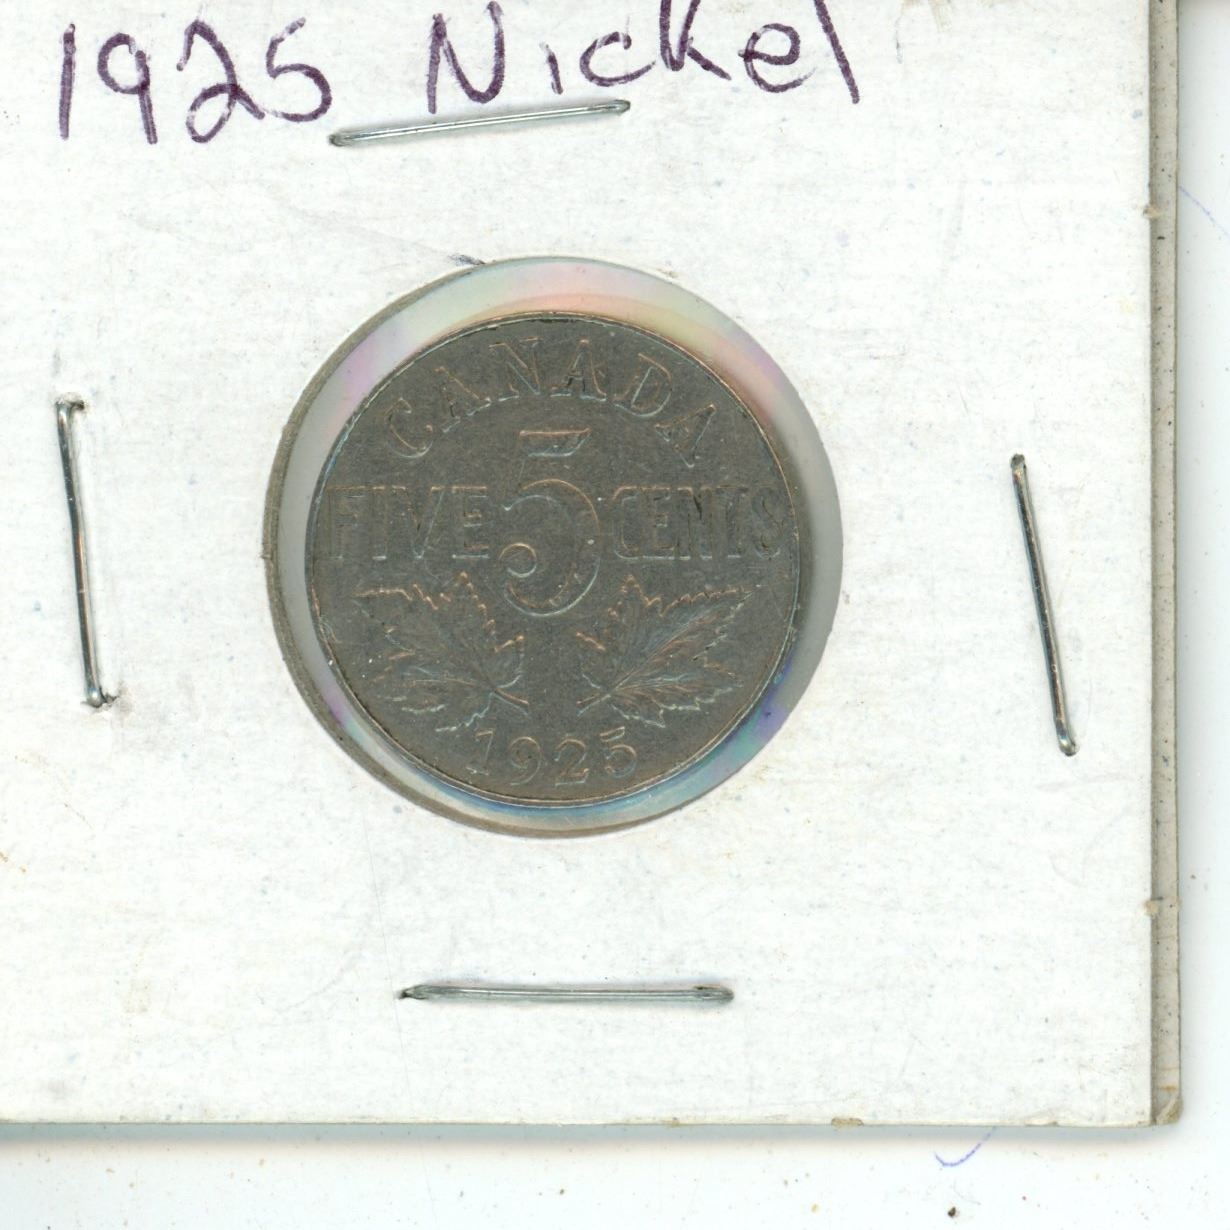 1925 Nickel
CANADA
FIVE 5 CENTS
1925